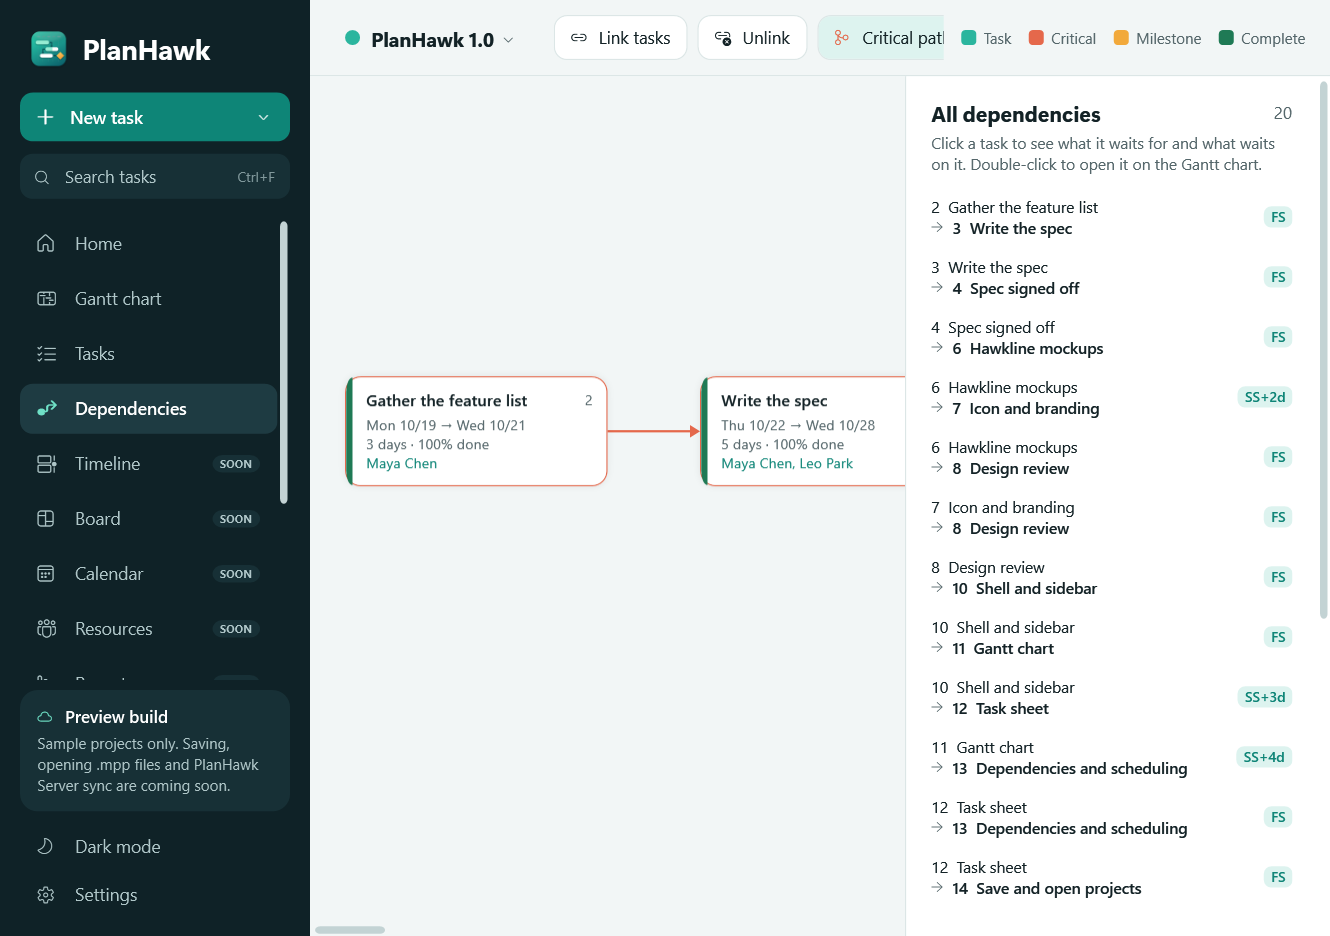 PlanHawk
New task
Search tasks Ctrl+F
Home
Gantt chart
Tasks
Dependencies
Timeline SOON
Board SOON
Calendar SOON
Resources SOON
Preview build
Sample projects only. Saving,
opening .mpp files and PlanHawk
Server sync are coming soon.
Dark mode
Settings
PlanHawk 1.0
Link tasks
Unlink
Critical
Task
Critical
Milestone
Complete
Gather the feature list 2
Mon 10/19 → Wed 10/21
3 days · 100% done
Maya Chen
Write the spec
Thu 10/22 → Wed 10/28
5 days · 100% done
Maya Chen, Leo Park
All dependencies 20
Click a task to see what it waits for and what waits
on it. Double-click to open it on the Gantt chart.
2 Gather the feature list
→ 3 Write the spec FS
3 Write the spec
→ 4 Spec signed off FS
4 Spec signed off
→ 6 Hawkline mockups FS
6 Hawkline mockups
→ 7 Icon and branding SS+2d
6 Hawkline mockups
→ 8 Design review FS
7 Icon and branding
→ 8 Design review FS
8 Design review
→ 10 Shell and sidebar FS
10 Shell and sidebar
→ 11 Gantt chart FS
10 Shell and sidebar
→ 12 Task sheet SS+3d
11 Gantt chart
→ 13 Dependencies and scheduling SS+4d
12 Task sheet
→ 13 Dependencies and scheduling FS
12 Task sheet
→ 14 Save and open projects FS